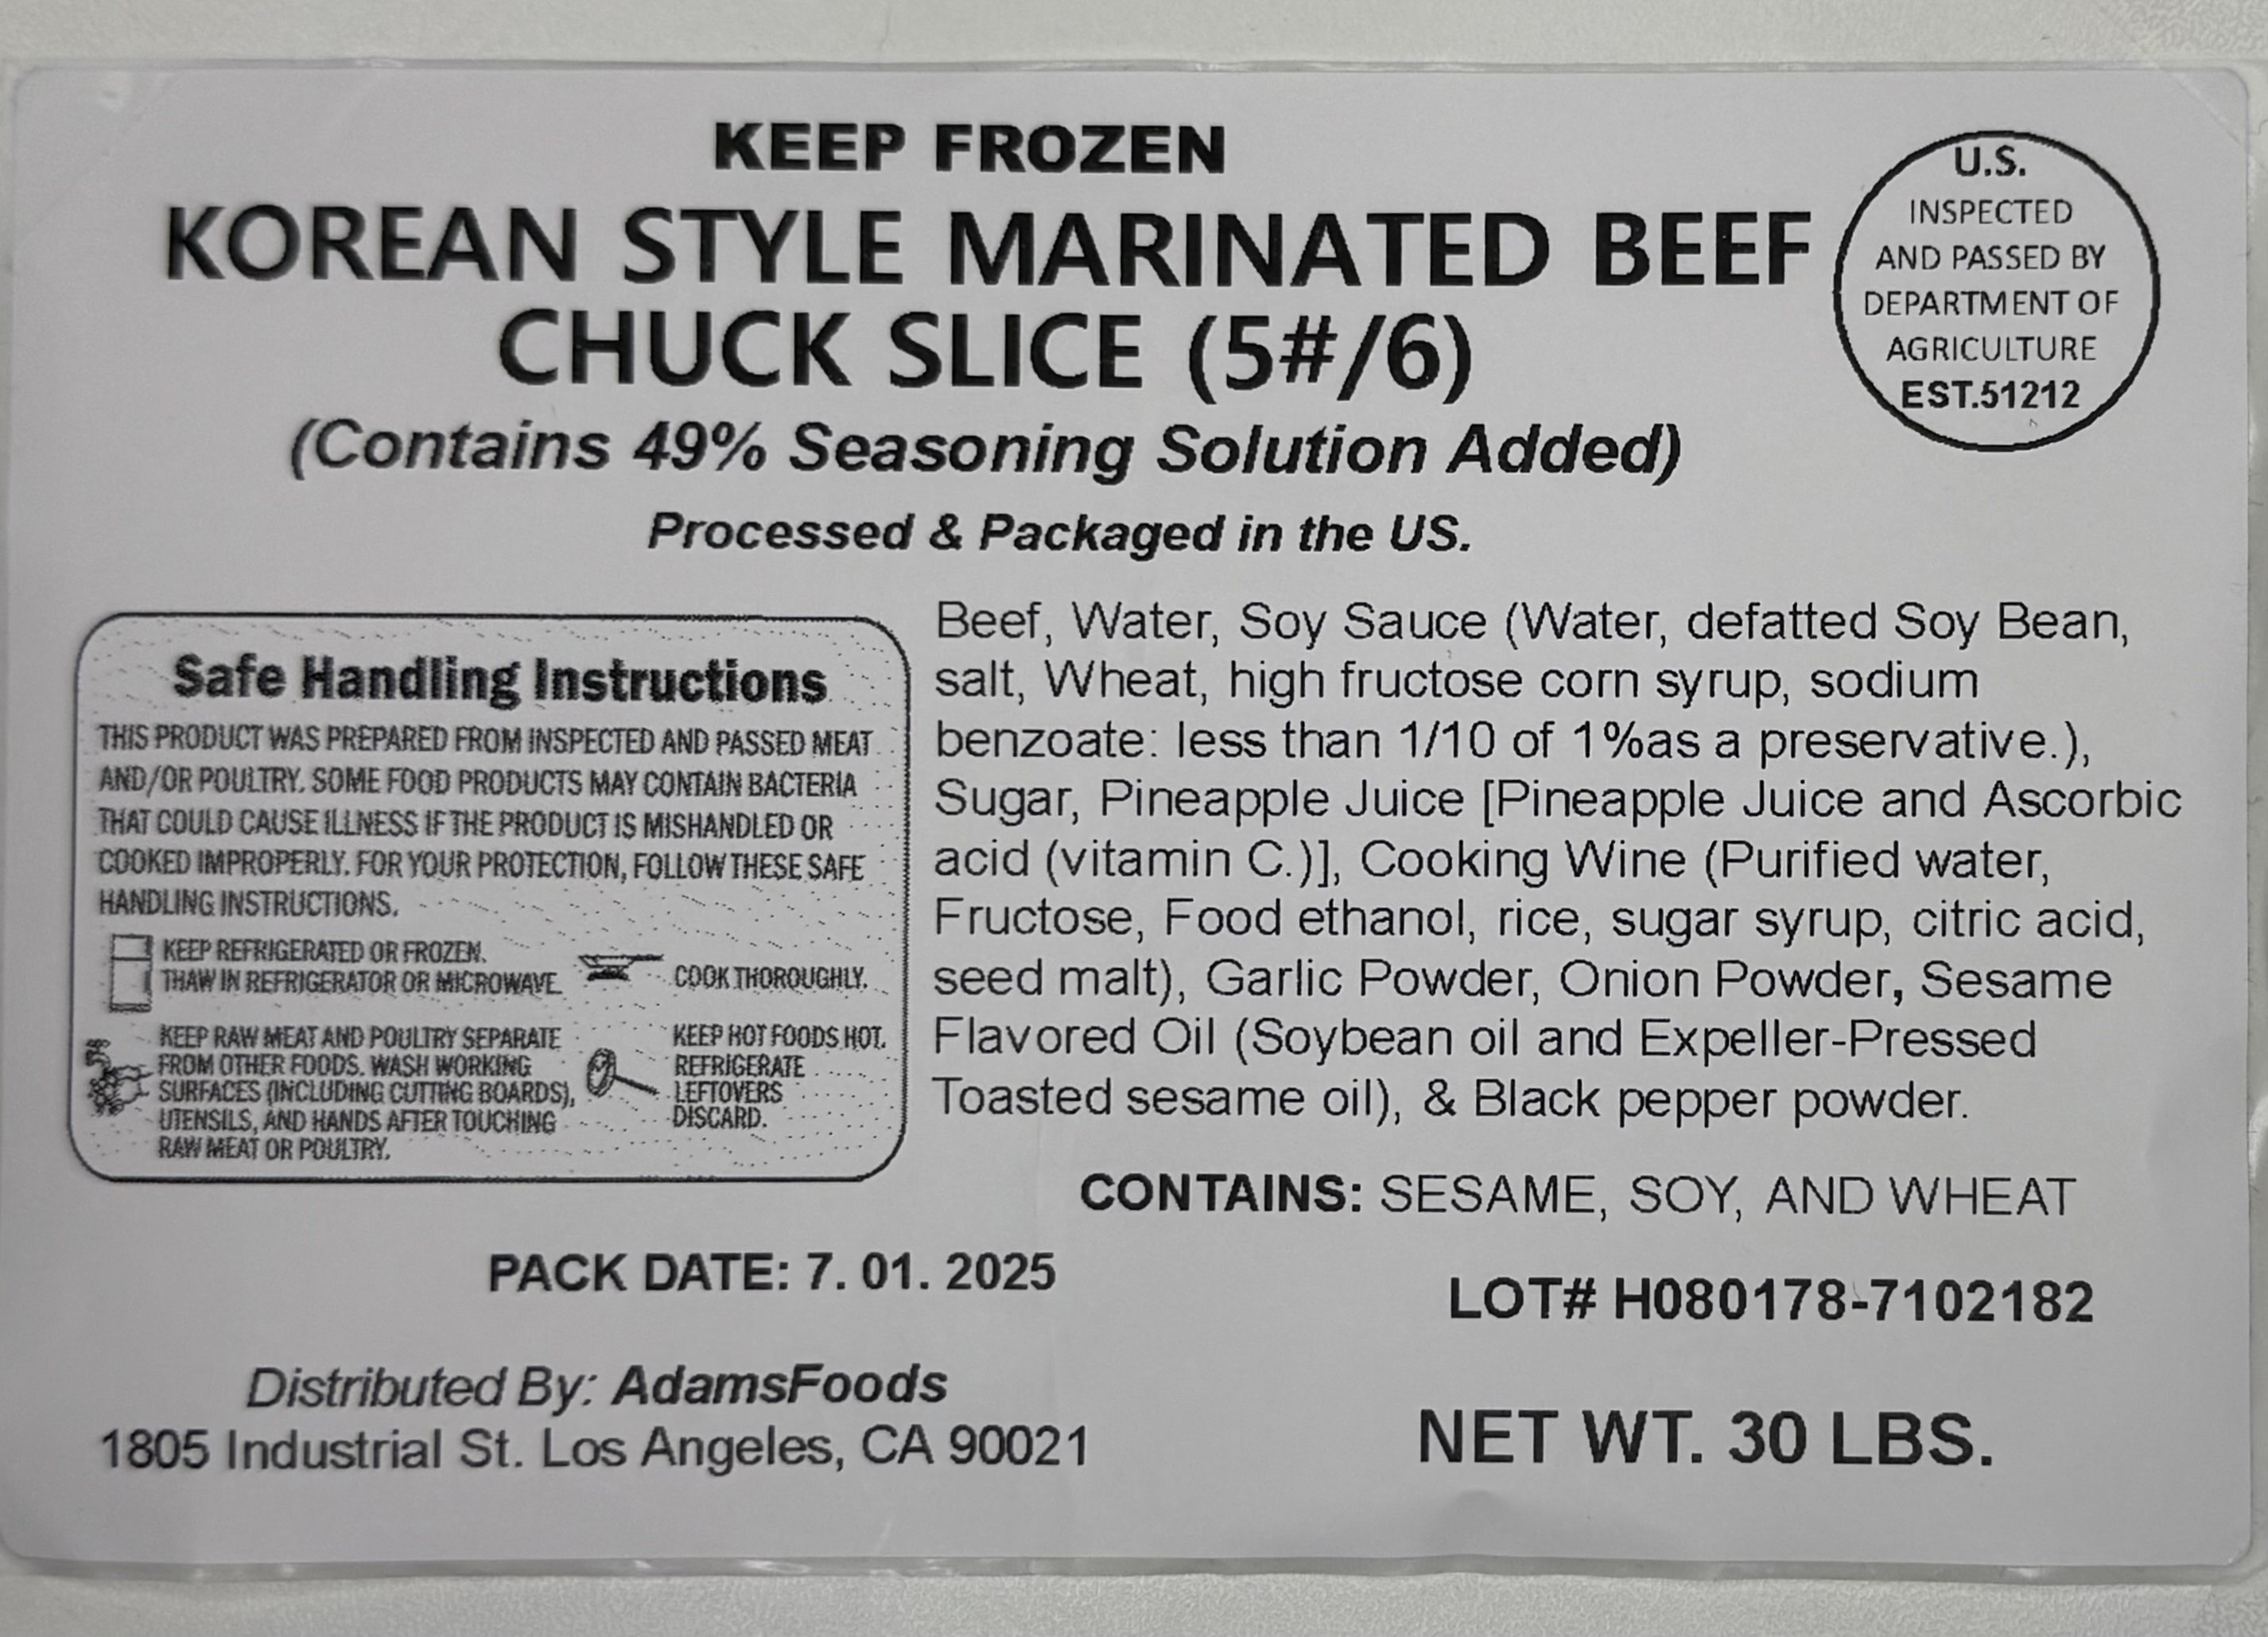 KEEP FROZEN
KOREAN STYLE MARINATED BEEF
CHUCK SLICE (5#/6)
(Contains 49% Seasoning Solution Added)
Processed & Packaged in the US.
U.S.
INSPECTED
AND PASSED BY
DEPARTMENT OF
AGRICULTURE
EST.51212
Safe Handling Instructions
THIS PRODUCT WAS PREPARED FROM INSPECTED AND PASSED MEAT
AND/OR POULTRY. SOME FOOD PRODUCTS MAY CONTAIN BACTERIA
THAT COULD CAUSE ILLNESS IF THE PRODUCT IS MISHANDLED OR
COOKED IMPROPERLY. FOR YOUR PROTECTION, FOLLOW THESE SAFE
HANDLING INSTRUCTIONS.
KEEP REFRIGERATED OR FROZEN.
THAW IN REFRIGERATOR OR MICROWAVE.
COOK THOROUGHLY.
KEEP RAW MEAT AND POULTRY SEPARATE
FROM OTHER FOODS. WASH WORKING
SURFACES (INCLUDING CUTTING BOARDS),
UTENSILS, AND HANDS AFTER TOUCHING
RAW MEAT OR POULTRY.
KEEP HOT FOODS HOT.
REFRIGERATE
LEFTOVERS
DISCARD.
Beef, Water, Soy Sauce (Water, defatted Soy Bean,
salt, Wheat, high fructose corn syrup, sodium
benzoate: less than 1/10 of 1%as a preservative.),
Sugar, Pineapple Juice [Pineapple Juice and Ascorbic
acid (vitamin C.)], Cooking Wine (Purified water,
Fructose, Food ethanol, rice, sugar syrup, citric acid,
seed malt), Garlic Powder, Onion Powder, Sesame
Flavored Oil (Soybean oil and Expeller-Pressed
Toasted sesame oil), & Black pepper powder.
CONTAINS: SESAME, SOY, AND WHEAT
PACK DATE: 7. 01. 2025
LOT# H080178-7102182
Distributed By: AdamsFoods
1805 Industrial St. Los Angeles, CA 90021
NET WT. 30 LBS.